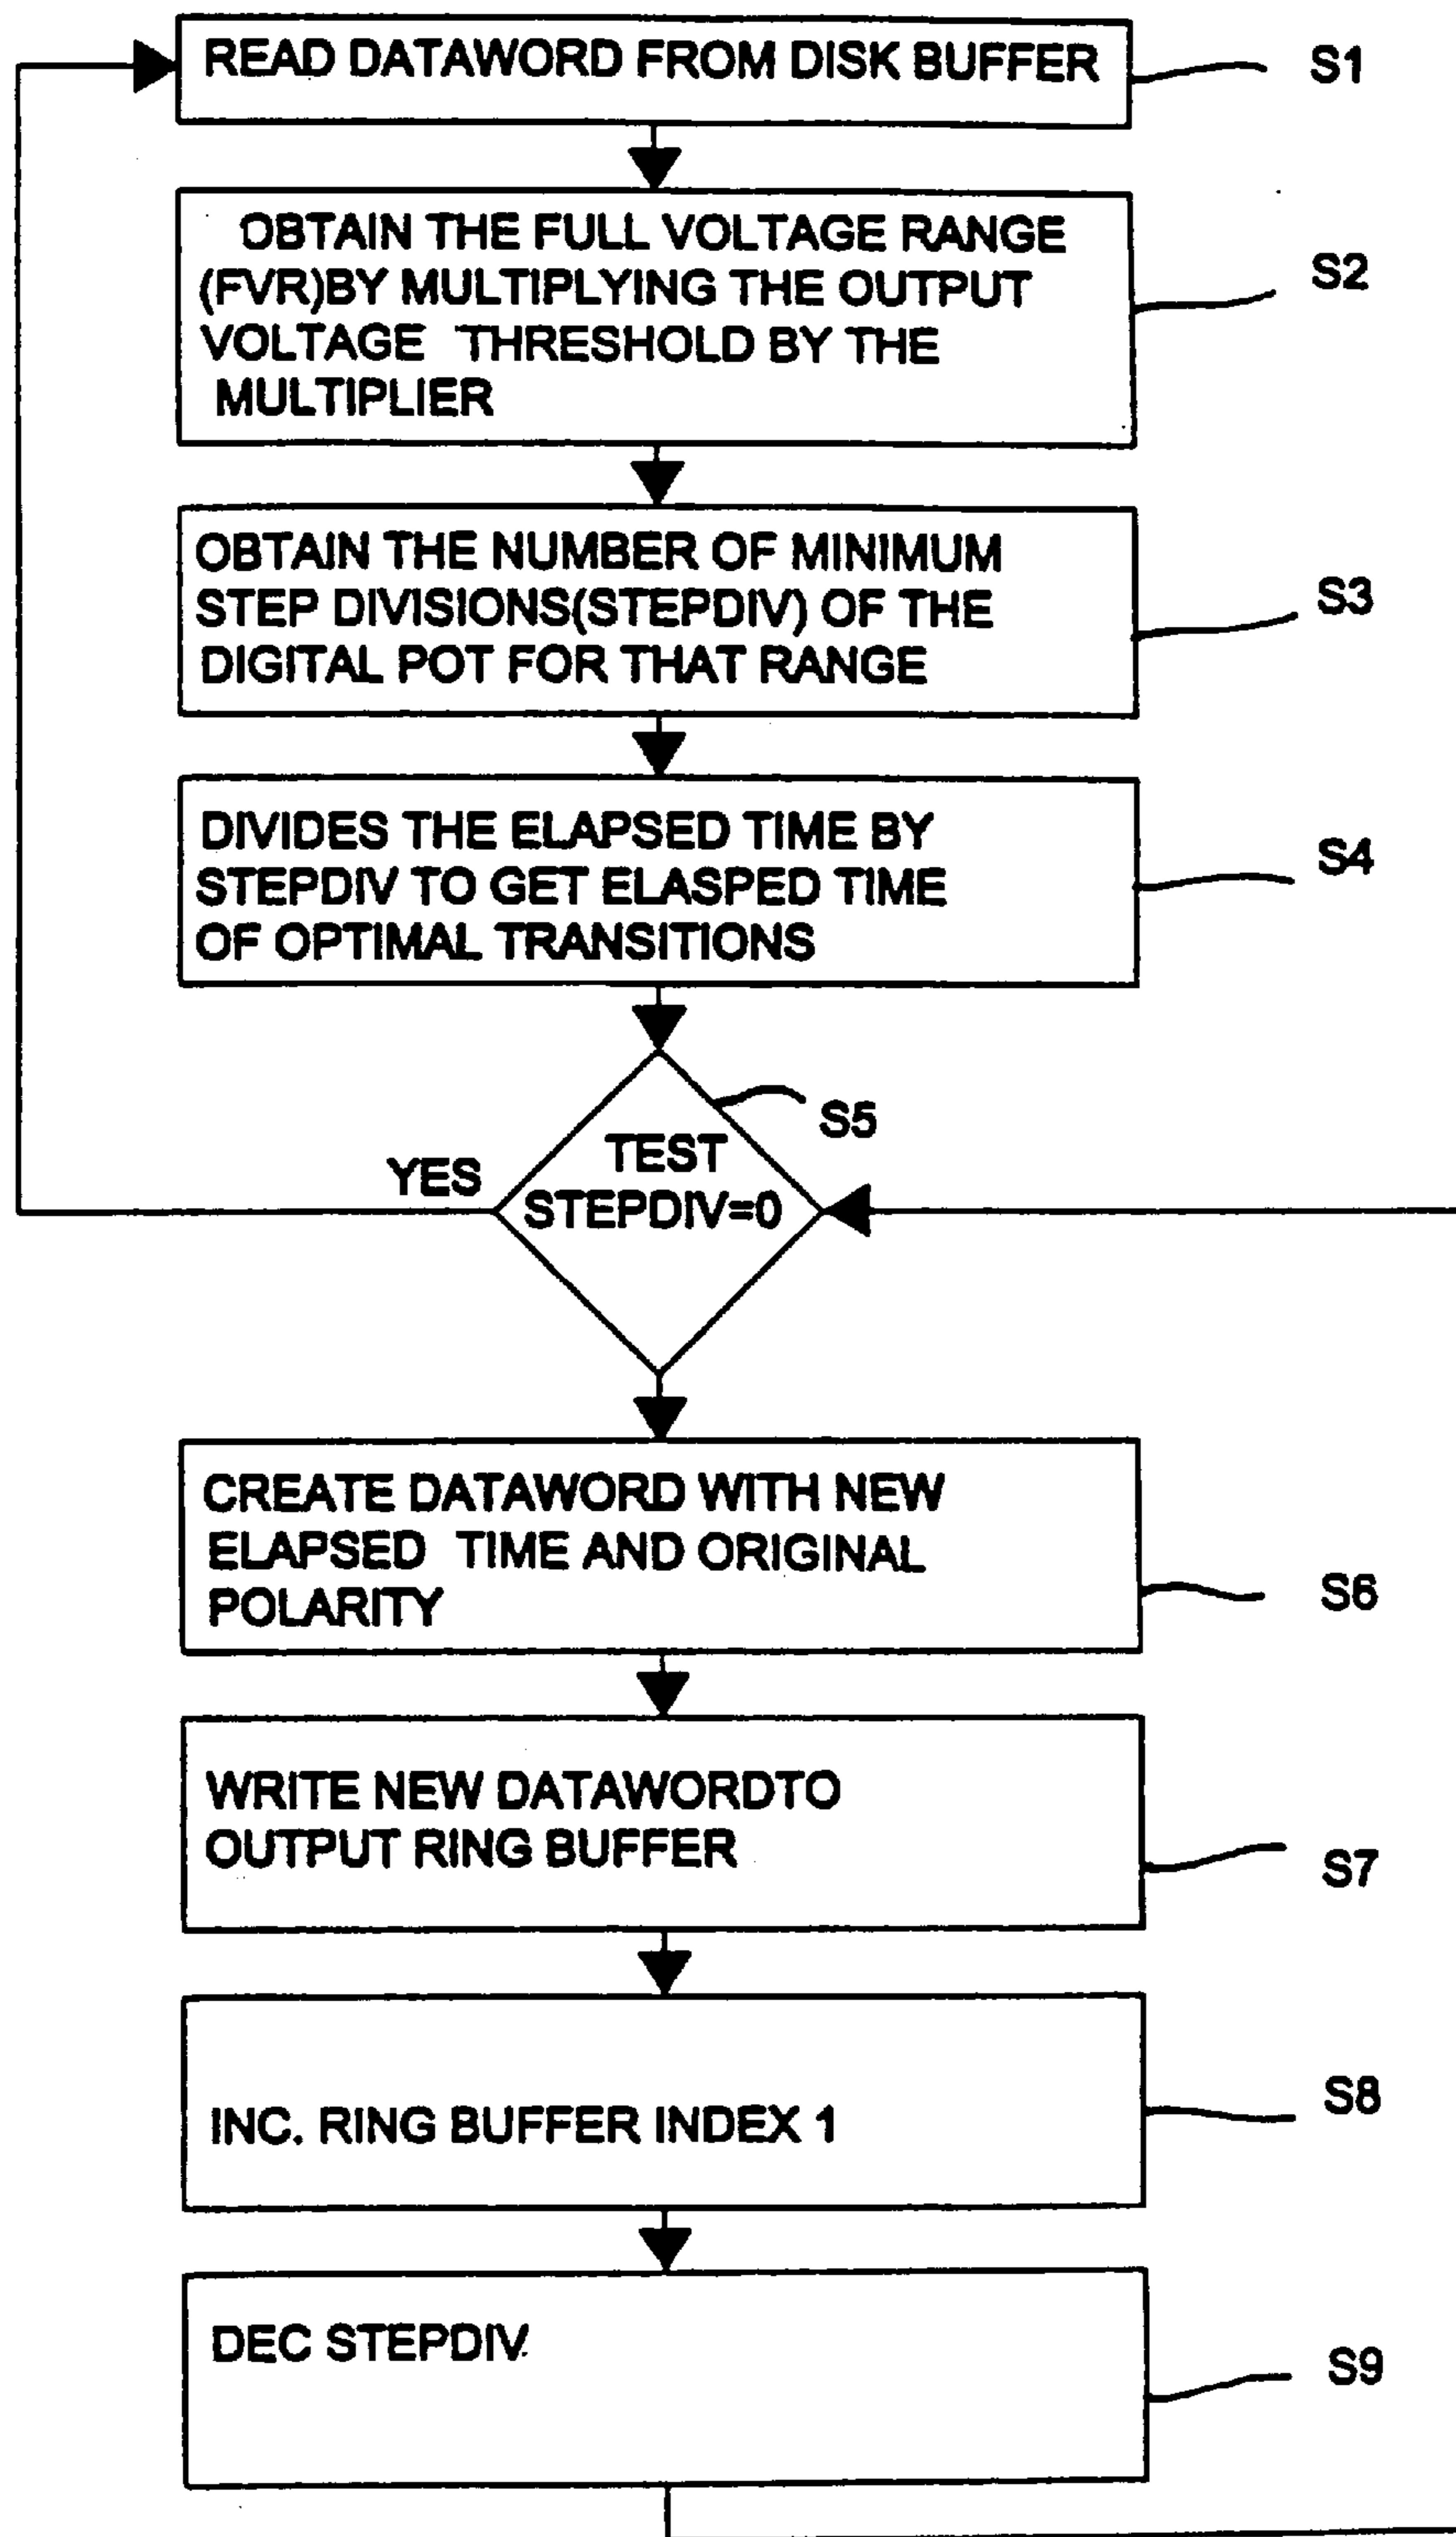 READ DATAWORD FROM DISK BUFFER
S1
OBTAIN THE FULL VOLTAGE RANGE
(FVR)BY MULTIPLYING THE OUTPUT
VOLTAGE THRESHOLD BY THE
MULTIPLIER
S2
OBTAIN THE NUMBER OF MINIMUM
STEP DIVISIONS(STEPDIV) OF THE
DIGITAL POT FOR THAT RANGE
S3
DIVIDES THE ELAPSED TIME BY
STEPDIV TO GET ELASPED TIME
OF OPTIMAL TRANSITIONS
S4
S5
YES
TEST
STEPDIV=0
CREATE DATAWORD WITH NEW
ELAPSED TIME AND ORIGINAL
POLARITY
S6
WRITE NEW DATAWORDTO
OUTPUT RING BUFFER
S7
INC. RING BUFFER INDEX 1
S8
DEC STEPDIV.
S9